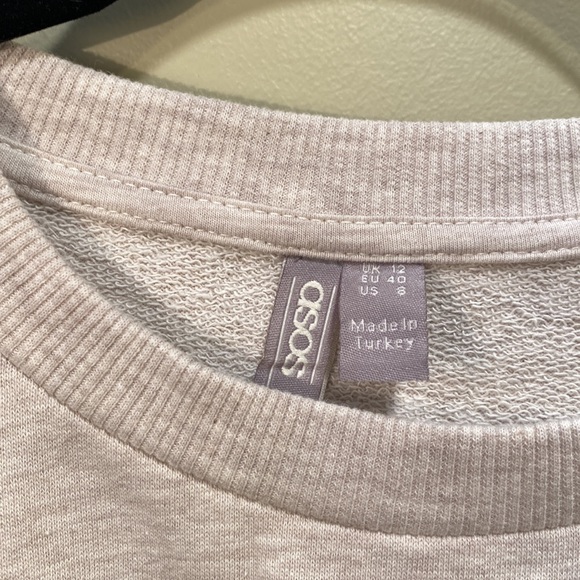 asos
UK 12
EU 40
US 8
Made In
Turkey